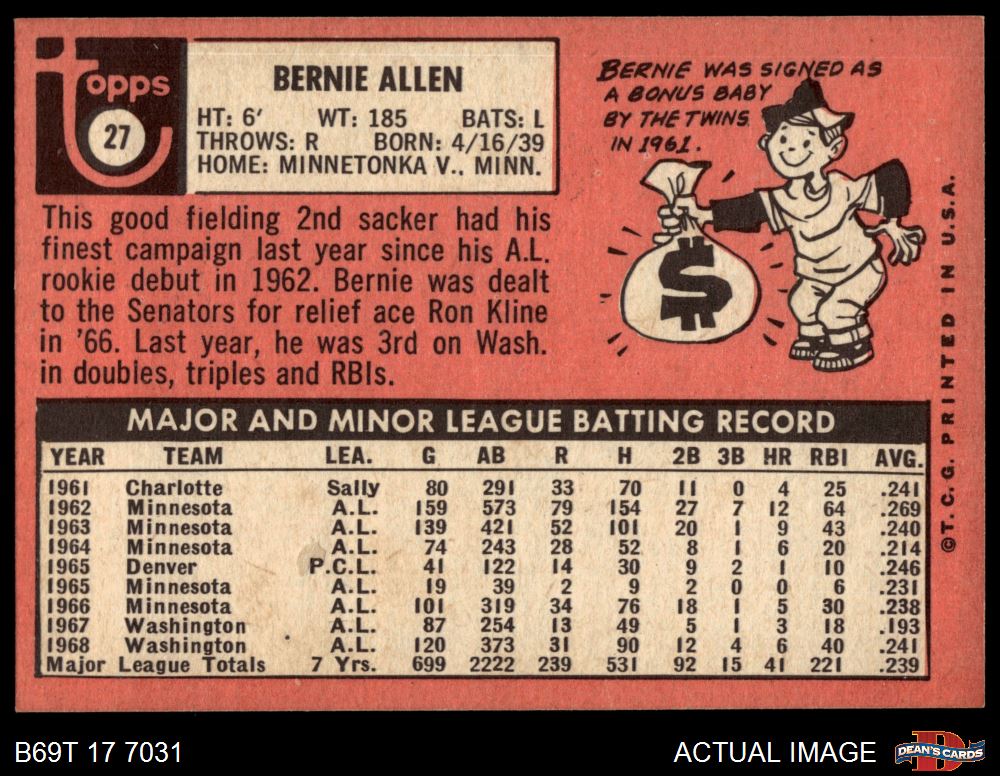 Topps
27
BERNIE ALLEN
HT: 6′ WT: 185 BATS: L
THROWS: R BORN: 4/16/39
HOME: MINNETONKA V., MINN.
BERNIE WAS SIGNED AS
A BONUS BABY
BY THE TWINS
IN 1961.
$
This good fielding 2nd sacker had his
finest campaign last year since his A.L.
rookie debut in 1962. Bernie was dealt
to the Senators for relief ace Ron Kline
in '66. Last year, he was 3rd on Wash.
in doubles, triples and RBIs.
MAJOR AND MINOR LEAGUE BATTING RECORD
YEAR TEAM LEA. G AB R H 2B 3B HR RBI AVG.
1961 Charlotte Sally 80 291 33 70 11 0 4 25 .241
1962 Minnesota A.L. 159 573 79 154 27 7 12 64 .269
1963 Minnesota A.L. 139 421 52 101 20 1 9 43 .240
1964 Minnesota A.L. 74 243 28 52 8 1 6 20 .214
1965 Denver P.C.L. 41 122 14 30 9 2 1 10 .246
1965 Minnesota A.L. 19 39 2 9 2 0 0 6 .231
1966 Minnesota A.L. 101 319 34 76 18 1 5 30 .238
1967 Washington A.L. 87 254 13 49 5 1 3 18 .193
1968 Washington A.L. 120 373 31 90 12 4 6 40 .241
Major League Totals 7 Yrs. 699 2222 239 531 92 15 41 221 .239
©T.C.G. PRINTED IN U.S.A.
B69T 17 7031
ACTUAL IMAGE
D
DEAN'S CARDS